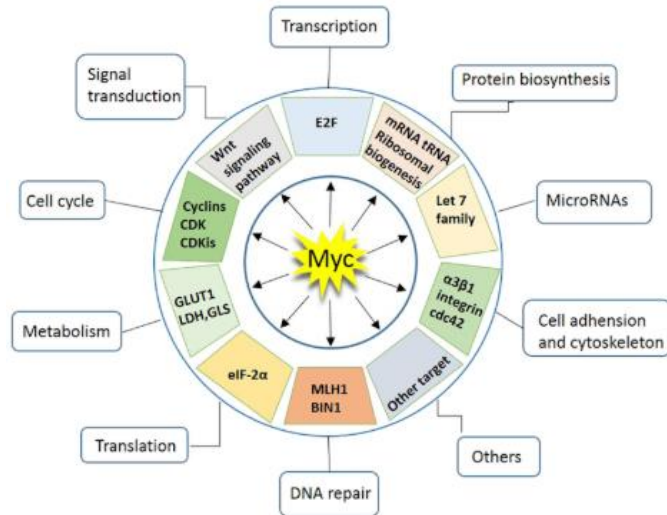 Transcription
Signal
transduction
Protein biosynthesis
E2F
mRNA tRNA
Ribosomal
biogenesis
Wnt
signaling
pathway
Cell cycle
Cyclins
CDK
CDKis
Let 7
family
MicroRNAs
Myc
α3β1
integrin
cdc42
GLUT1
LDH,GLS
Metabolism
Cell adhension
and cytoskeleton
eIF-2α
MLH1
BIN1
Other target
Translation
Others
DNA repair